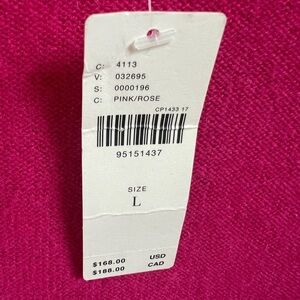 C: 4113
V: 032695
S: 0000196
C: PINK/ROSE
CP1433 17
95151437
SIZE
L
$168.00 USD
$188.00 CAD